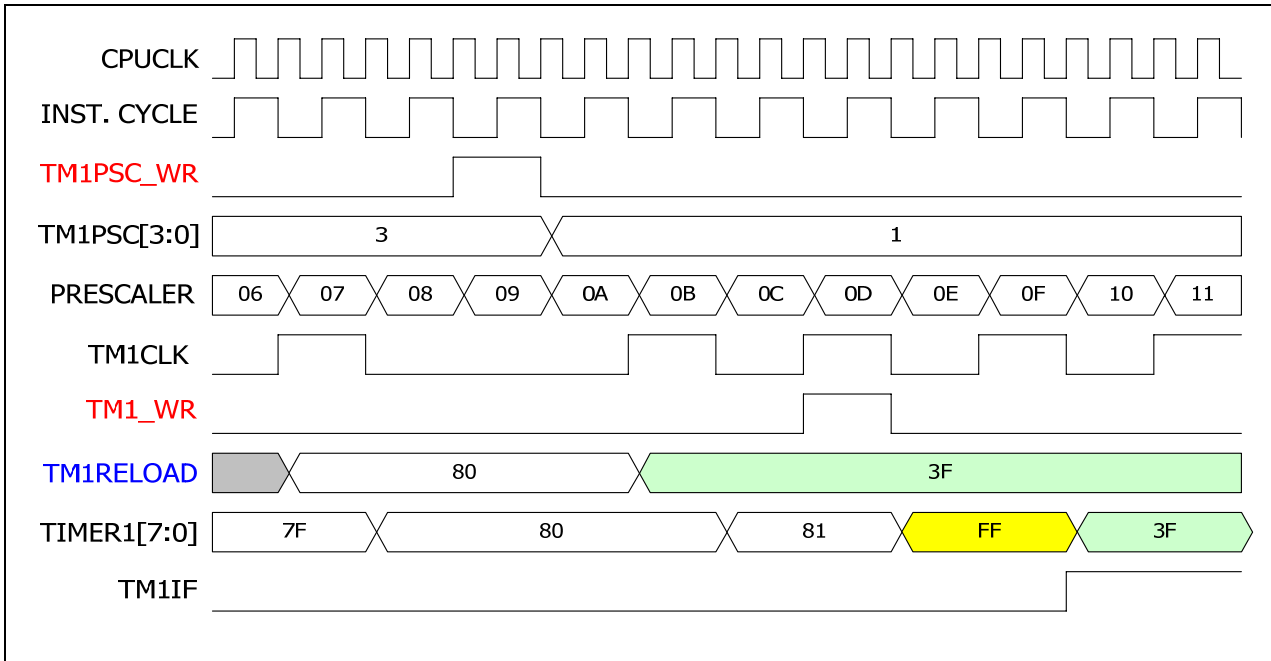 CPUCLK
INST. CYCLE
TM1PSC_WR
TM1PSC[3:0] 3 1
PRESCALER 06 07 08 09 0A 0B 0C 0D 0E 0F 10 11
TM1CLK
TM1_WR
TM1RELOAD 80 3F
TIMER1[7:0] 7F 80 81 FF 3F
TM1IF